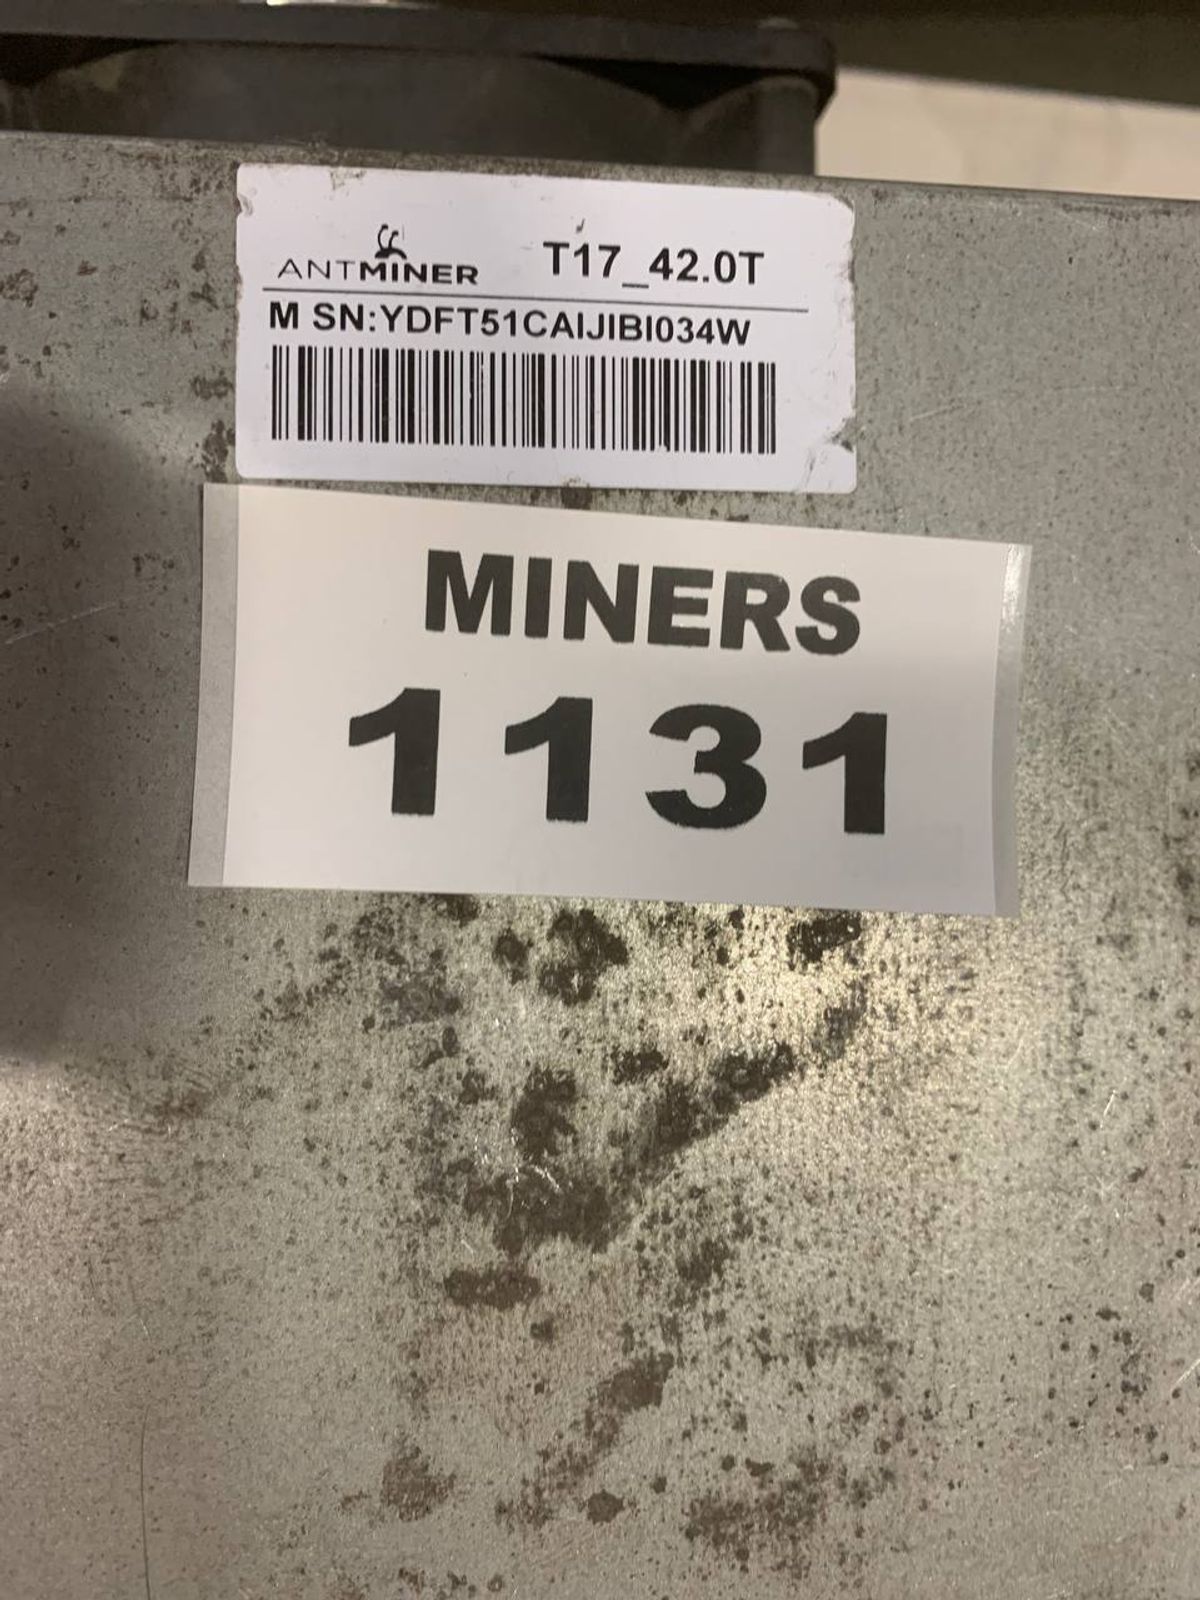 ANTMINER T17_42.0T
M SN:YDFT51CAIJIBI034W
MINERS
1131